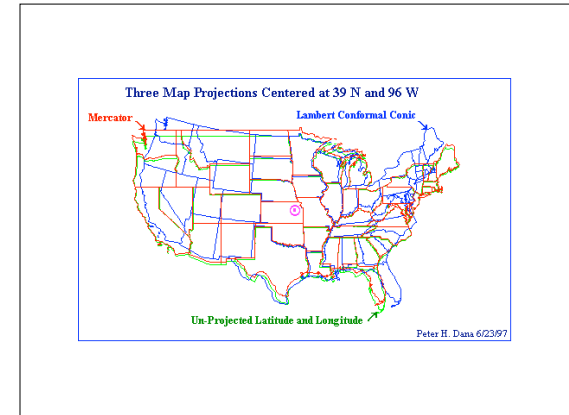 Three Map Projections Centered at 39 N and 96 W
Mercator
Lambert Conformal Conic
Un-Projected Latitude and Longitude
Peter H. Dana 6/23/97